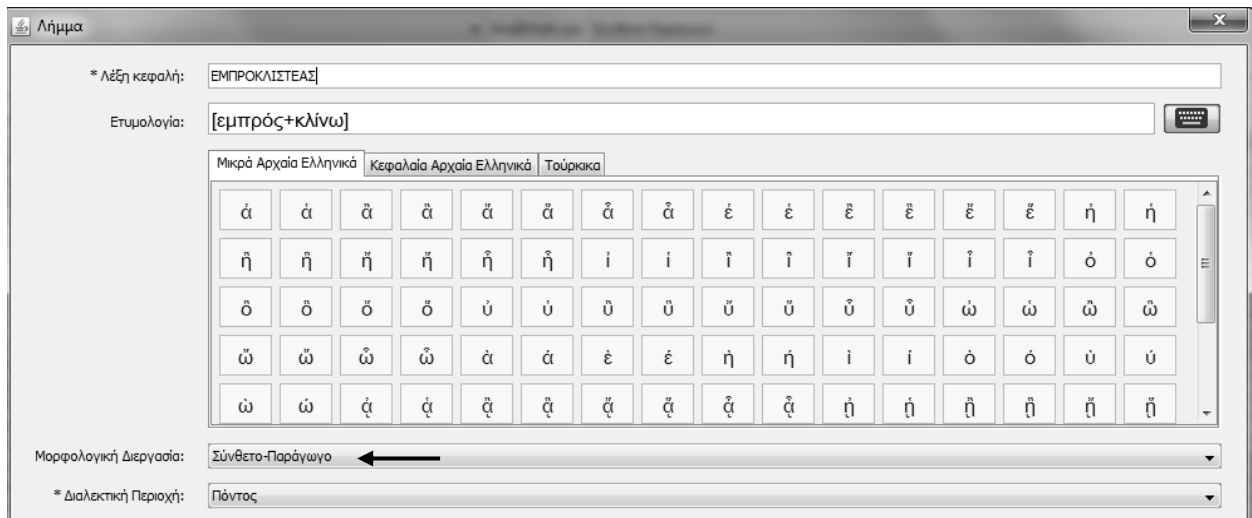 Λήμμα
* Λέξη κεφαλή: ΕΜΠΡΟΚΛΙΣΤΕΑΣ
Ετυμολογία: [εμπρός+κλίνω]
Μικρά Αρχαία Ελληνικά Κεφαλαία Αρχαία Ελληνικά Τούρκικα
ἀ ἁ ἂ ἃ ἄ ἅ ἆ ἇ ἐ ἑ ἒ ἓ ἔ ἕ ἠ ἡ
ἢ ἣ ἤ ἥ ἦ ἧ ἰ ἱ ἲ ἳ ἴ ἵ ἶ ἷ ὀ ὁ
ὂ ὃ ὄ ὅ ὐ ὑ ὒ ὓ ὔ ὕ ὖ ὗ ὠ ὡ ὢ ὣ
ὤ ὥ ὦ ὧ ὰ ά ὲ έ ὴ ή ὶ ί ὸ ό ὺ ύ
ὼ ώ ᾀ ᾁ ᾂ ᾃ ᾄ ᾅ ᾆ ᾇ ᾐ ᾑ ᾒ ᾓ ᾔ ᾕ
Μορφολογική Διεργασία: Σύνθετο-Παράγωγο
* Διαλεκτική Περιοχή: Πόντος